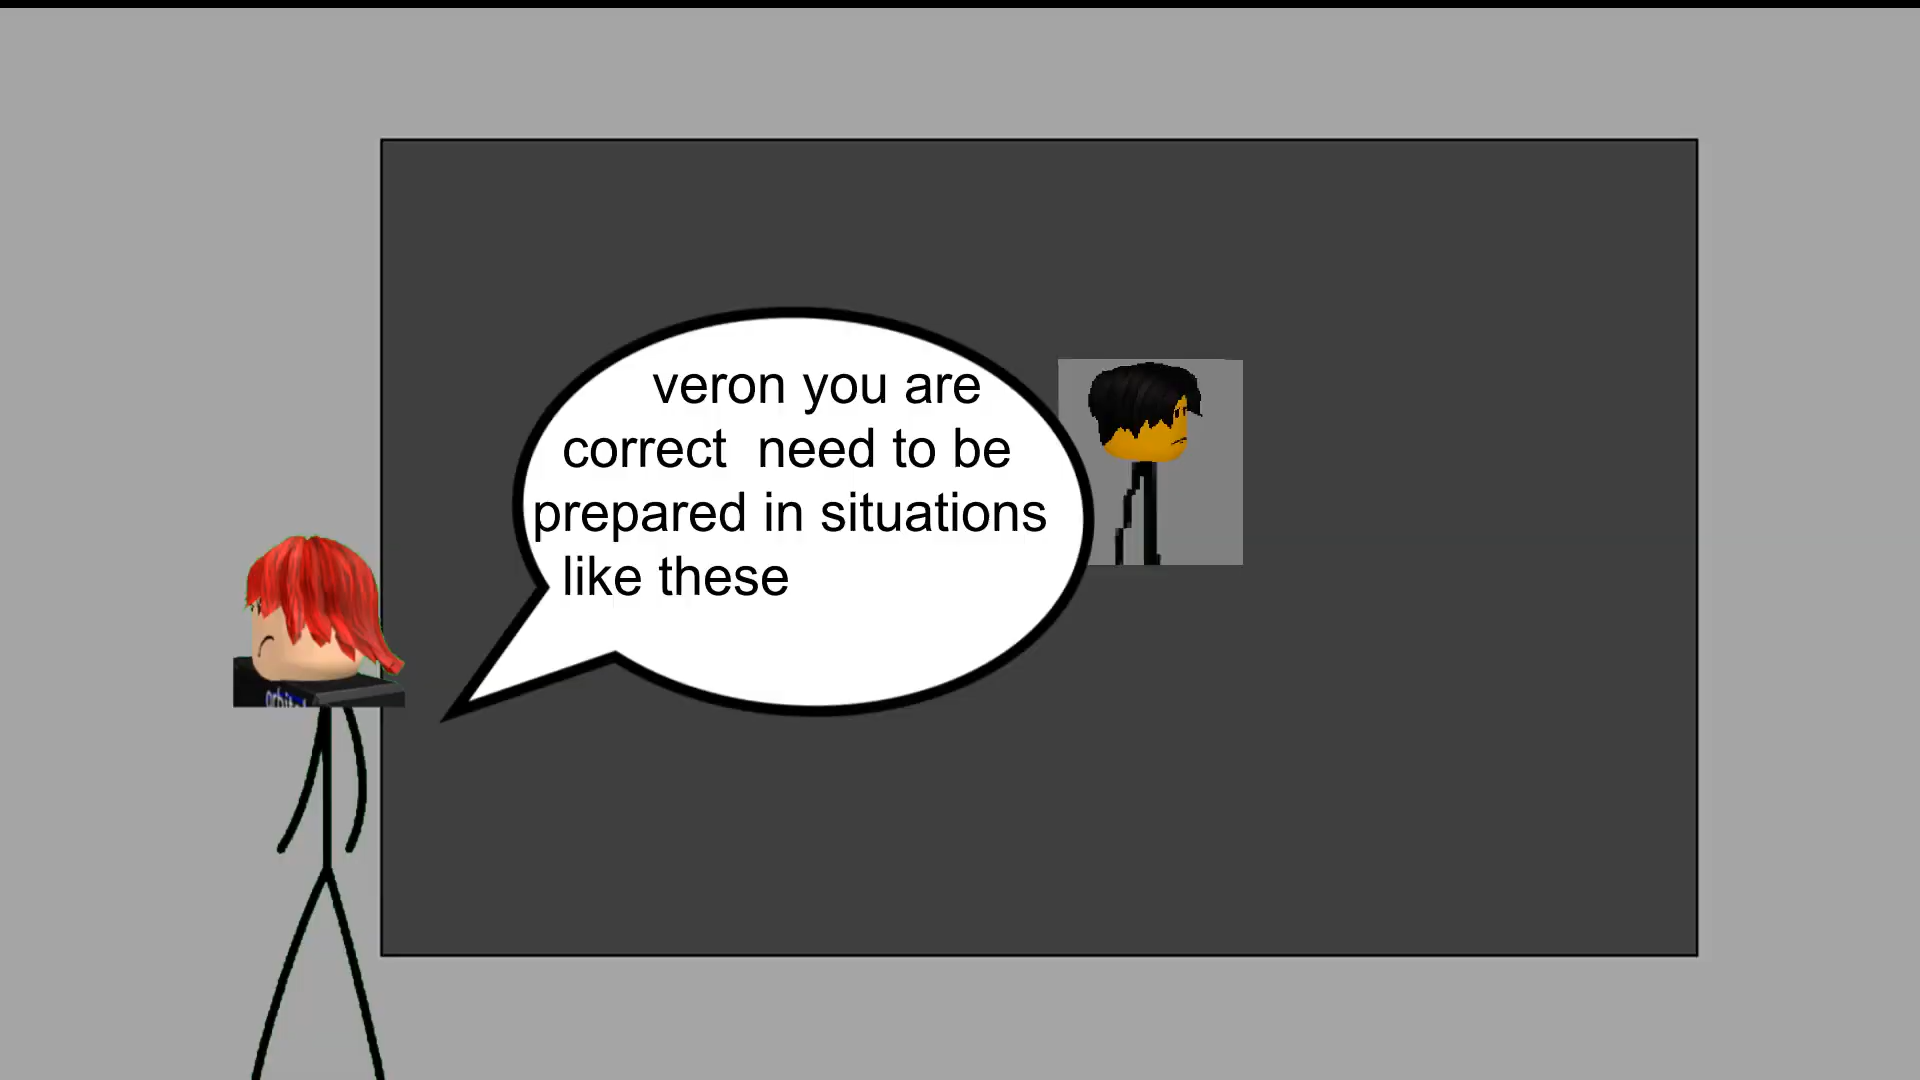 veron you are
correct  need to be
prepared in situations
like these